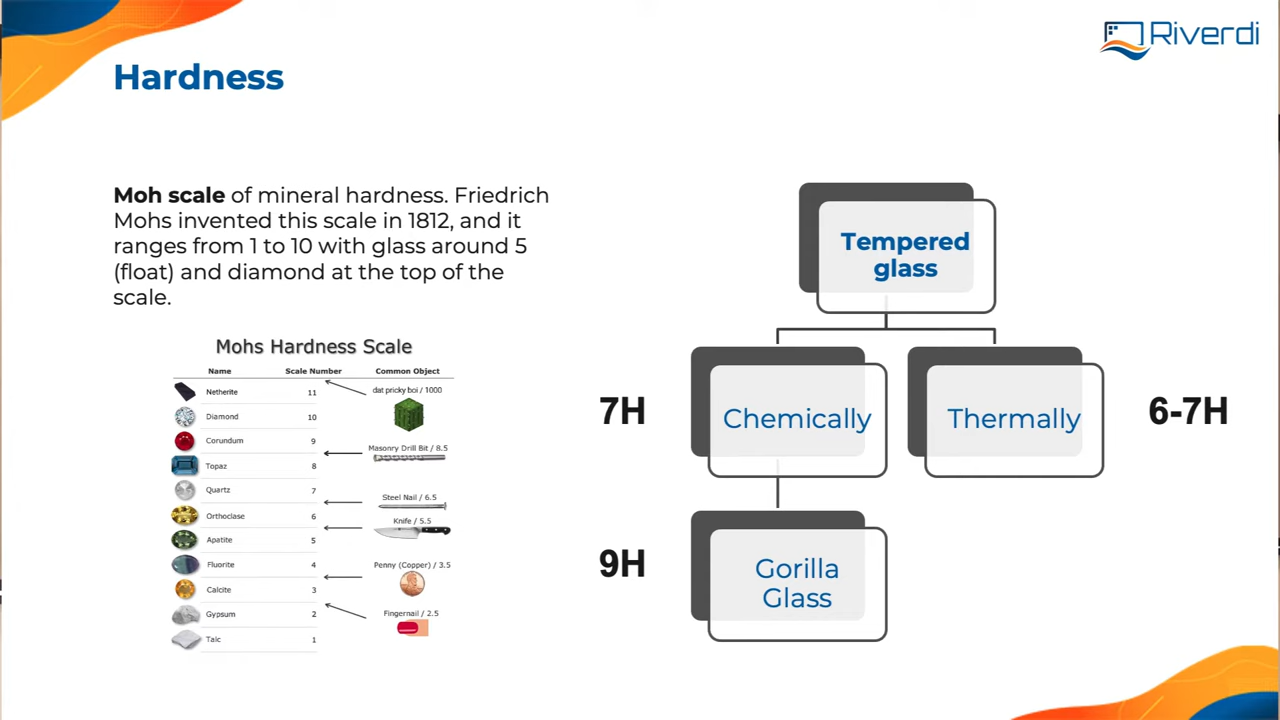 Riverdi
Hardness
Moh scale of mineral hardness. Friedrich
Mohs invented this scale in 1812, and it
ranges from 1 to 10 with glass around 5
(float) and diamond at the top of the
scale.
Mohs Hardness Scale
Name Scale Number Common Object
Netherite 11 dat pricky boi / 1000
Diamond 10
Corundum 9
Masonry Drill Bit / 8.5
Topaz 8
Quartz 7
Steel Nail / 6.5
Orthoclase 6
Knife / 5.5
Apatite 5
Fluorite 4
Penny (Copper) / 3.5
Calcite 3
Gypsum 2
Fingernail / 2.5
Talc 1
Tempered
glass
7H
Chemically
Thermally
6-7H
9H
Gorilla
Glass